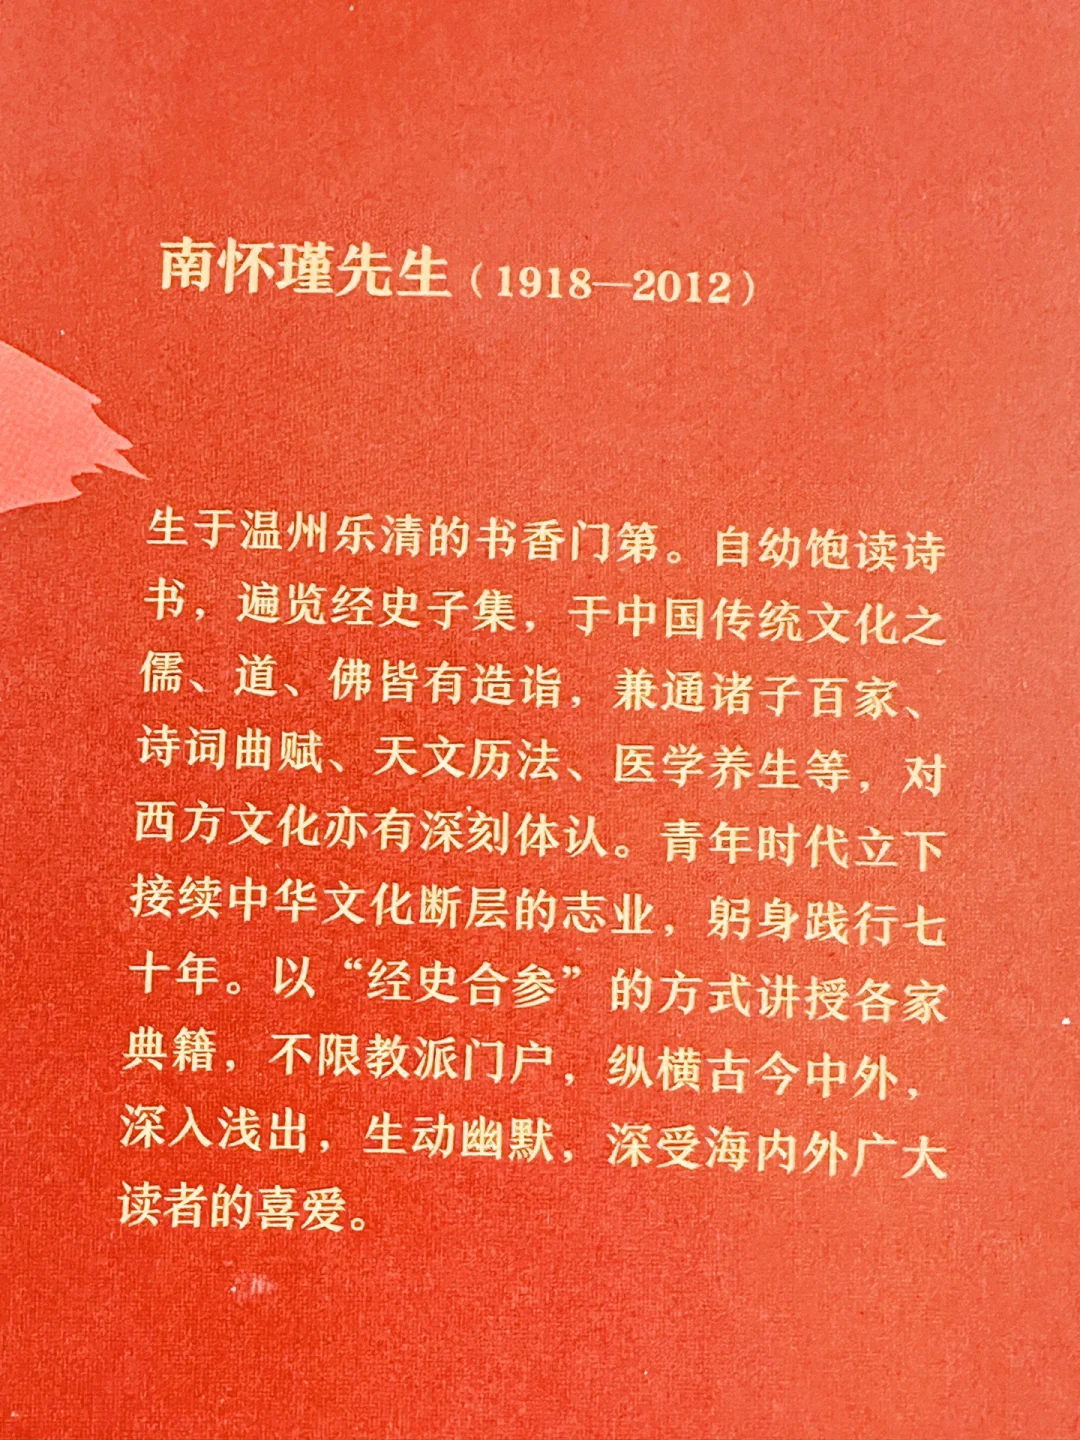 南怀瑾先生（1918—2012）
生于温州乐清的书香门第。自幼饱读诗
书，遍览经史子集，于中国传统文化之
儒、道、佛皆有造诣，兼通诸子百家、
诗词曲赋、天文历法、医学养生等，对
西方文化亦有深刻体认。青年时代立下
接续中华文化断层的志业，躬身践行七
十年。以“经史合参”的方式讲授各家
典籍，不限教派门户，纵横古今中外，
深入浅出，生动幽默，深受海内外广大
读者的喜爱。